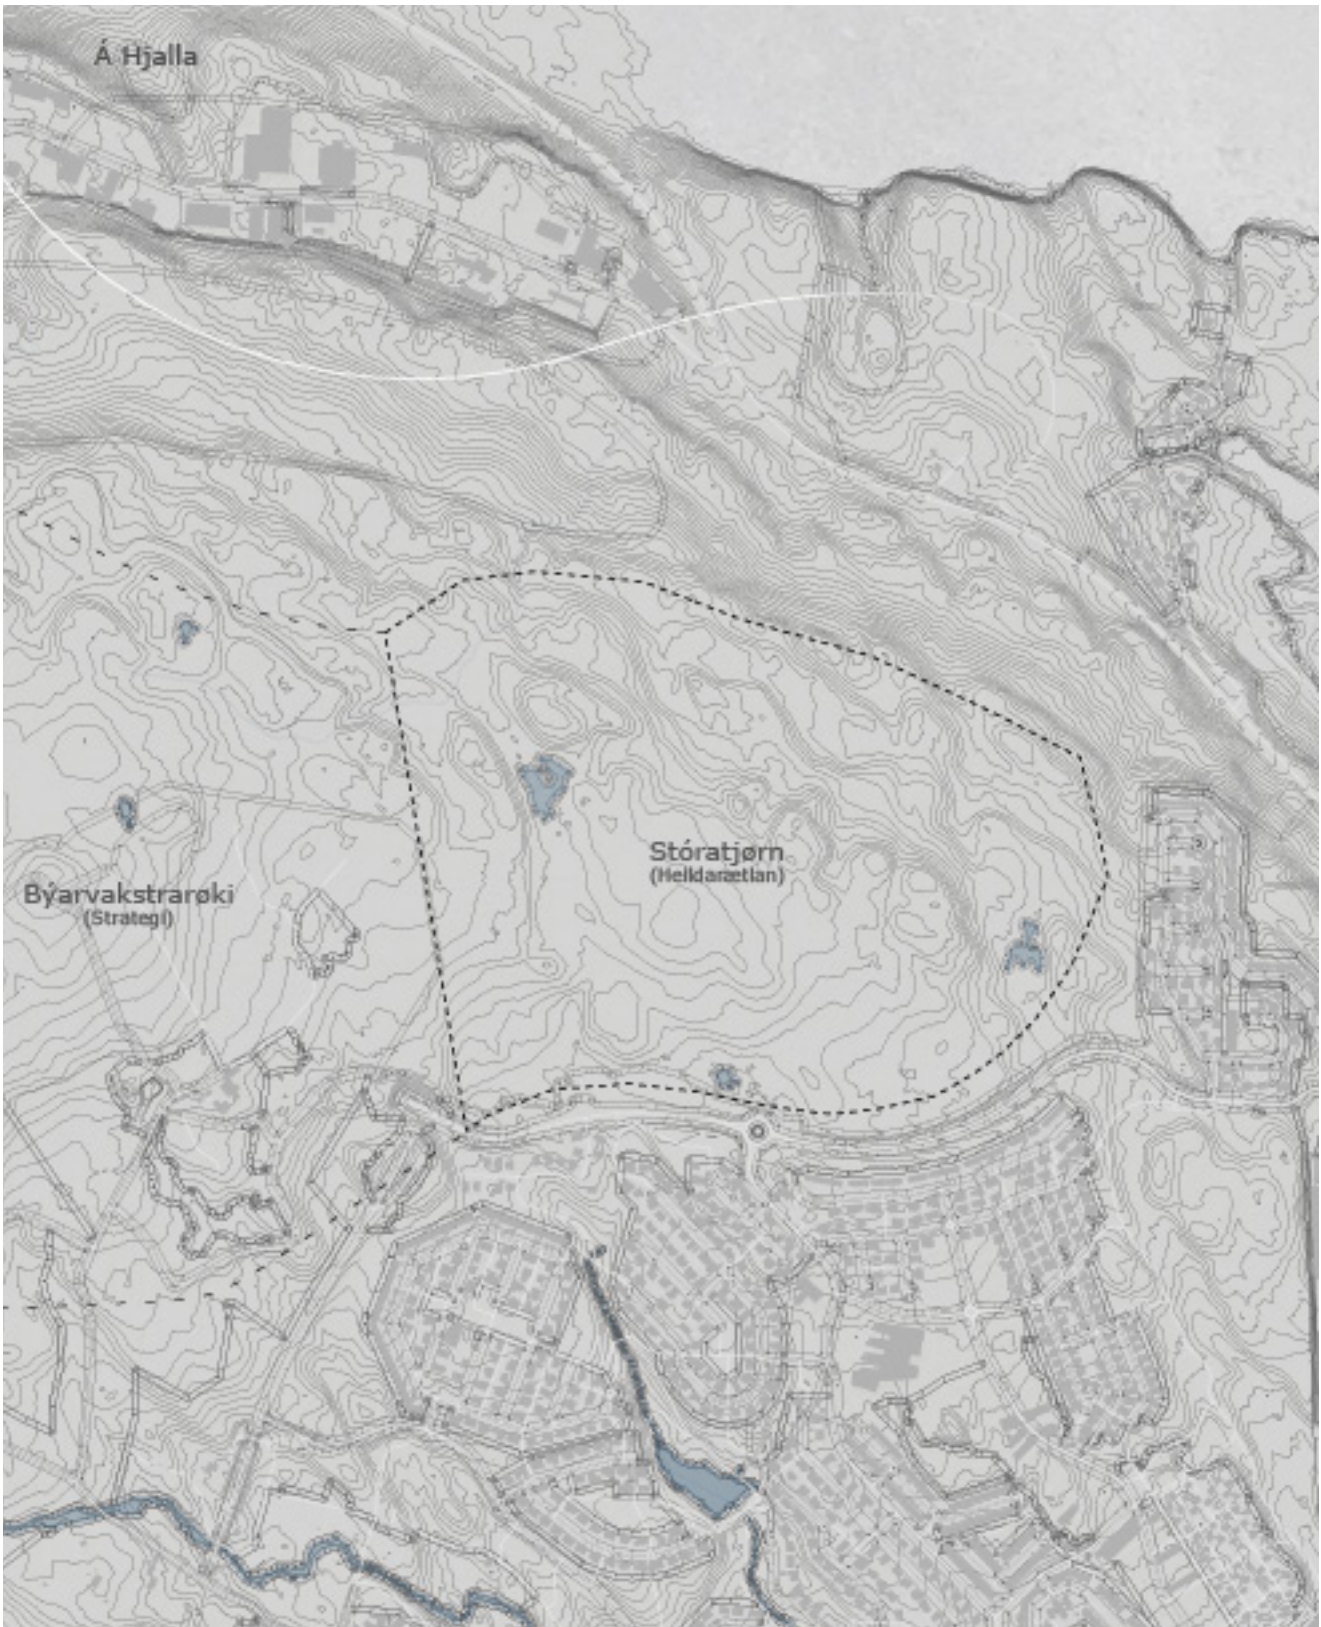 Á Hjalla
Stóratjørn
(Heildarætlan)
Býarvakstrarøki
(Strategi)